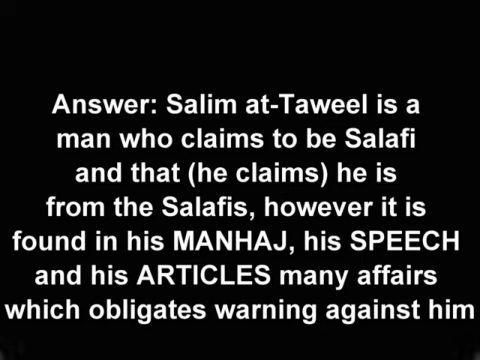 Answer: Salim at-Taweel is a
man who claims to be Salafi
and that (he claims) he is
from the Salafis, however it is
found in his MANHAJ, his SPEECH
and his ARTICLES many affairs
which obligates warning against him